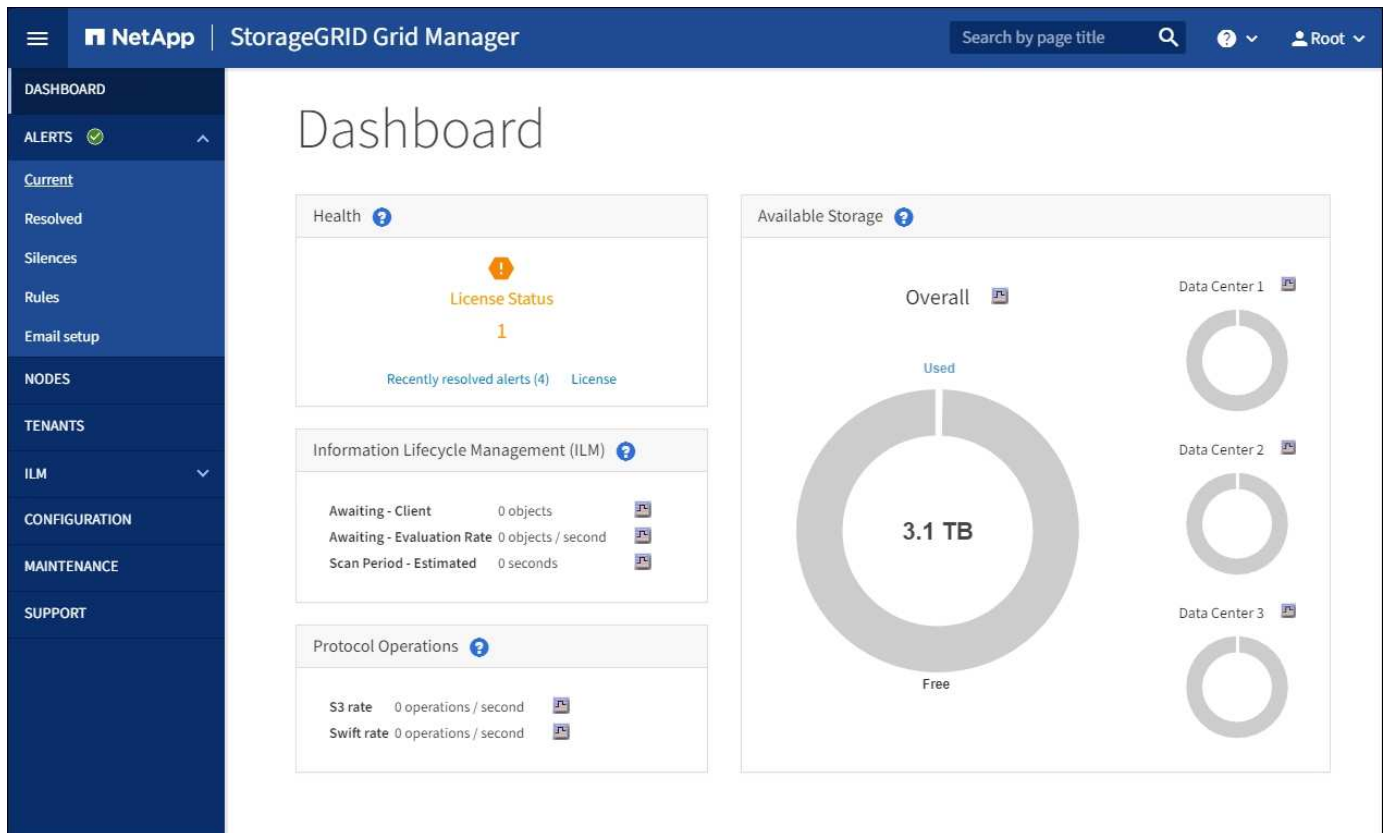 NetApp | StorageGRID Grid Manager
Search by page title
Root
DASHBOARD
ALERTS
Current
Resolved
Silences
Rules
Email setup
NODES
TENANTS
ILM
CONFIGURATION
MAINTENANCE
SUPPORT
Dashboard
Health ?
!
License Status
1
Recently resolved alerts (4) License
Information Lifecycle Management (ILM) ?
Awaiting - Client 0 objects
Awaiting - Evaluation Rate 0 objects / second
Scan Period - Estimated 0 seconds
Protocol Operations ?
S3 rate 0 operations / second
Swift rate 0 operations / second
Available Storage ?
Overall
Used
3.1 TB
Free
Data Center 1
Data Center 2
Data Center 3